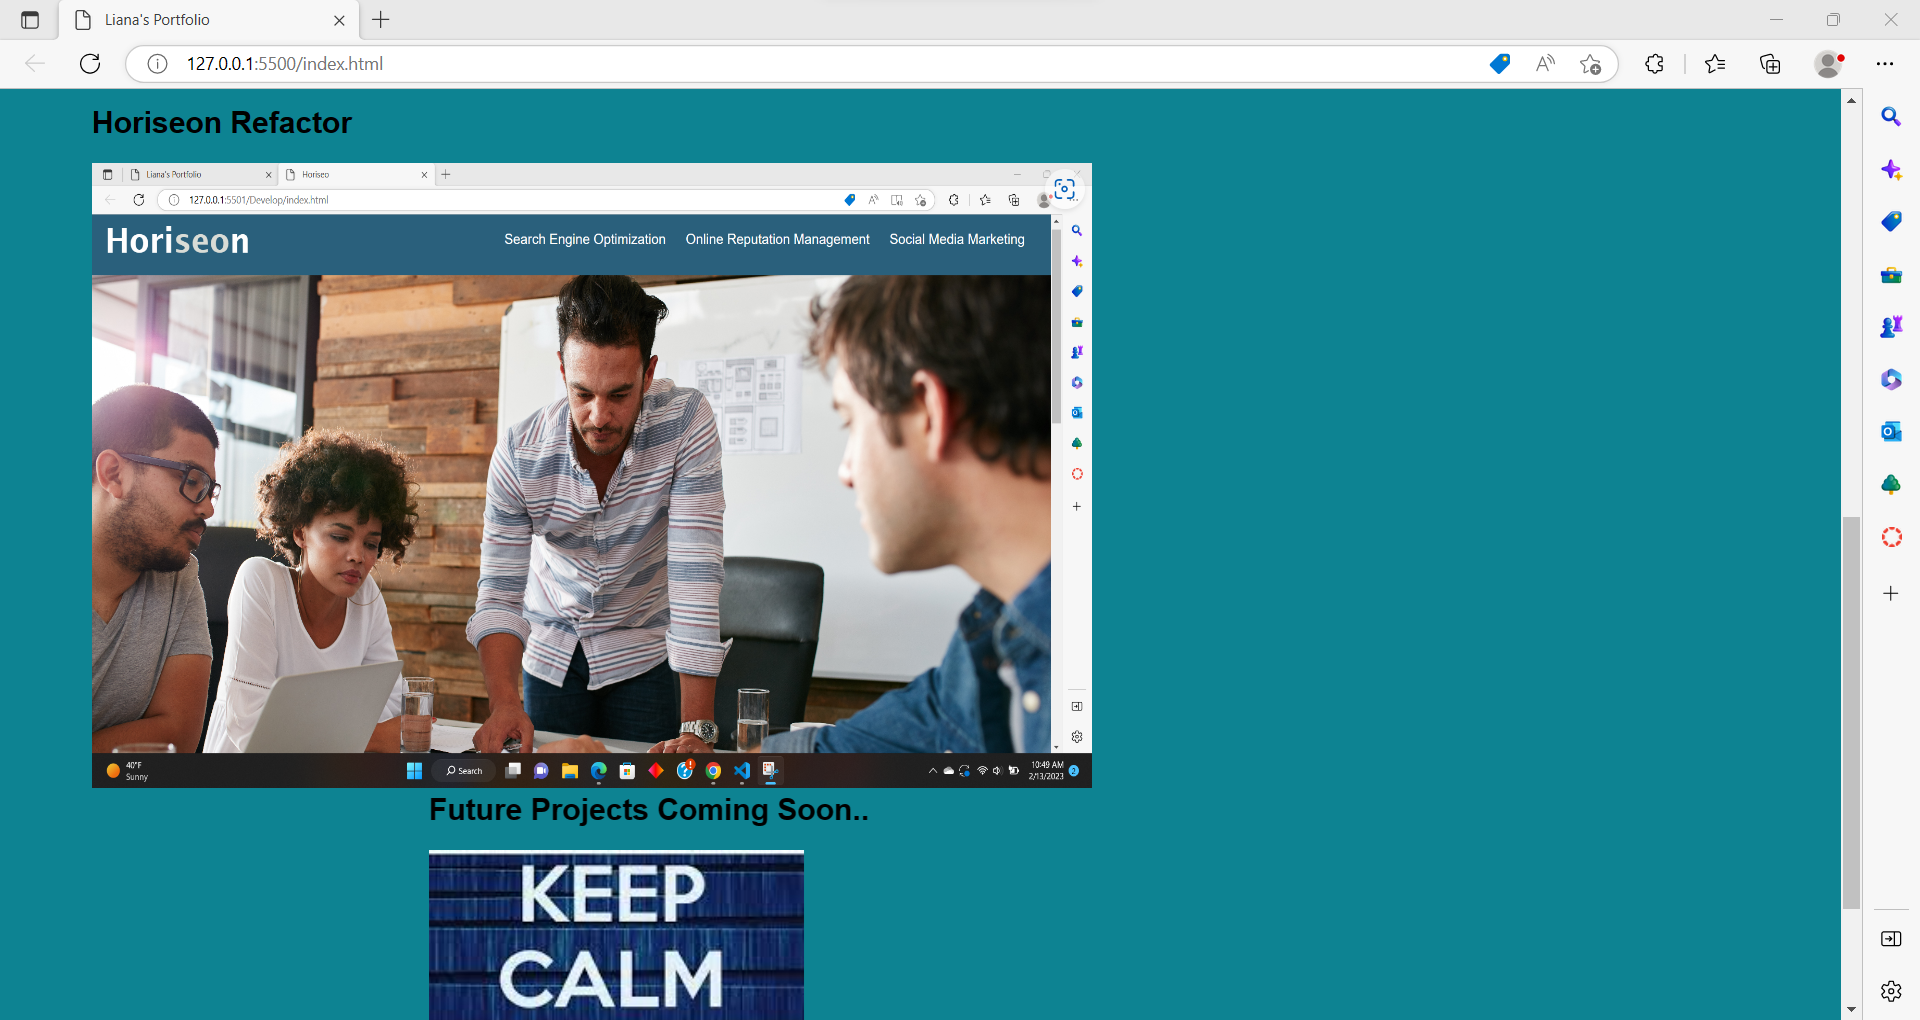 Liana's Portfolio
127.0.0.1:5500/index.html
Horiseon Refactor
Liana's Portfolio
Horiseo
127.0.0.1:5501/Develop/index.html
Horiseon
Search Engine Optimization
Online Reputation Management
Social Media Marketing
40°F
Sunny
Search
10:49 AM
2/13/2023
2
Future Projects Coming Soon..
KEEP
CALM